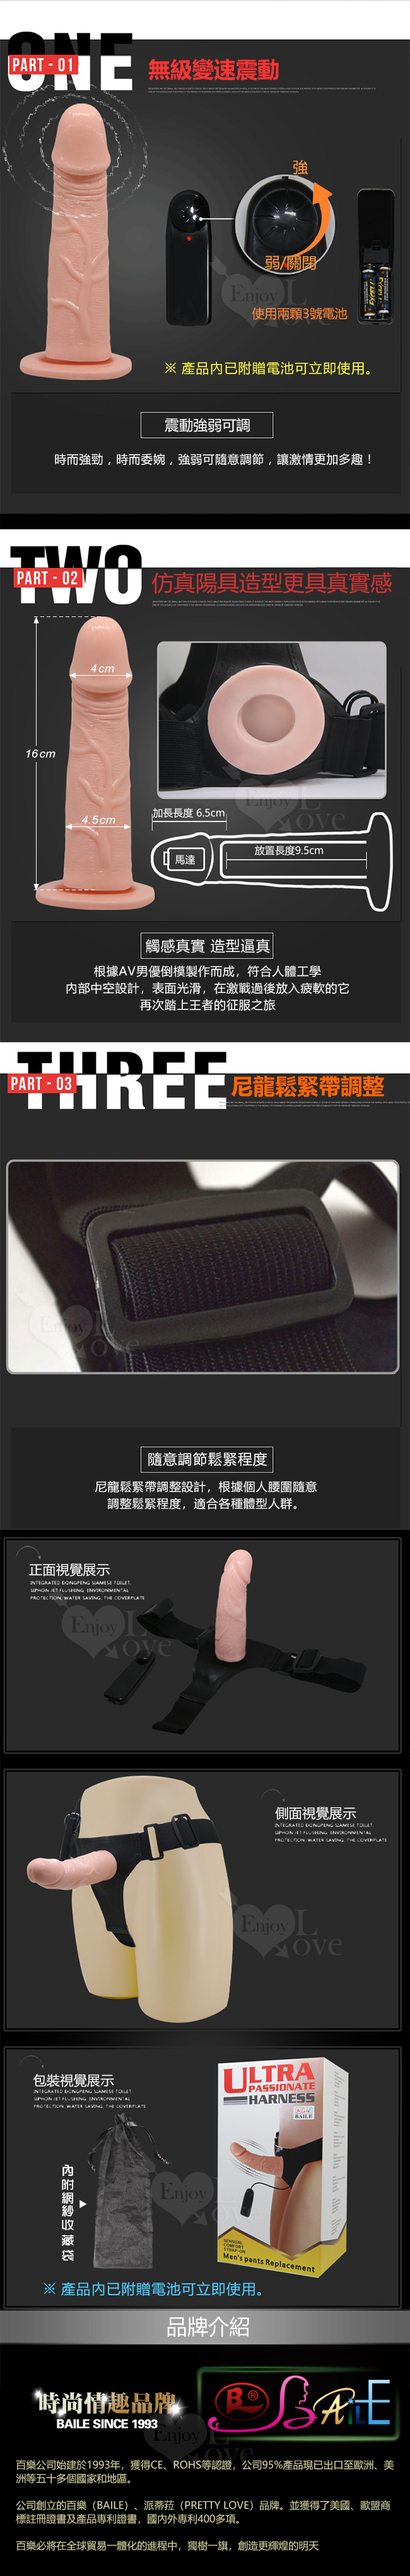 ONE
PART - 01
無級變速震動
強
弱/關閉
Enjoy Love
使用兩顆3號電池
※ 產品內已附贈電池可立即使用。
震動強弱可調
時而強勁，時而委婉，強弱可隨意調節，讓激情更加多趣！
TWO
PART - 02
仿真陽具造型更具真實感
4cm
16cm
4.5cm
Enjoy Love
加長長度 6.5cm
放置長度9.5cm
馬達
觸感真實 造型逼真
根據AV男優倒模製作而成，符合人體工學
內部中空設計，表面光滑，在激戰過後放入疲軟的它
再次踏上王者的征服之旅
THREE
PART - 03
尼龍鬆緊帶調整
Enjoy Love
隨意調節鬆緊程度
尼龍鬆緊帶調整設計，根據個人腰圍隨意
調整鬆緊程度，適合各種體型人群。
正面視覺展示
INTEGRATED DONGPENG SIAMESE TOILET,
SIPHON JET FLUSHING, ENVIRONMENTAL
PROTECTION, WATER SAVING, THE COVERPLATE
Enjoy Love
側面視覺展示
INTEGRATED DONGPENG SIAMESE TOILET,
SIPHON JET FLUSHING, ENVIRONMENTAL
PROTECTION, WATER SAVING, THE COVERPLATE
Enjoy Love
包裝視覺展示
INTEGRATED DONGPENG SIAMESE TOILET,
SIPHON JET FLUSHING, ENVIRONMENTAL
PROTECTION, WATER SAVING, THE COVERPLATE
內附網紗收藏袋
Enjoy
ULTRA
PASSIONATE
HARNESS
BAILE
SENSUAL
COMFORT
STRAP-ON
Men's pants Replacement
※ 產品內已附贈電池可立即使用。
品牌介紹
時尚情趣品牌
BAILE SINCE 1993
BAILE
Enjoy Love
百樂公司始建於1993年，獲得CE、ROHS等認證，公司95%產品現已出口至歐洲、美
洲等五十多個國家和地區。
公司創立的百樂（BAILE）、派蒂菈（PRETTY LOVE）品牌。並獲得了美國、歐盟商
標註冊證書及產品專利證書，國內外專利400多項。
百樂必將在全球貿易一體化的進程中，獨樹一旗，創造更輝煌的明天